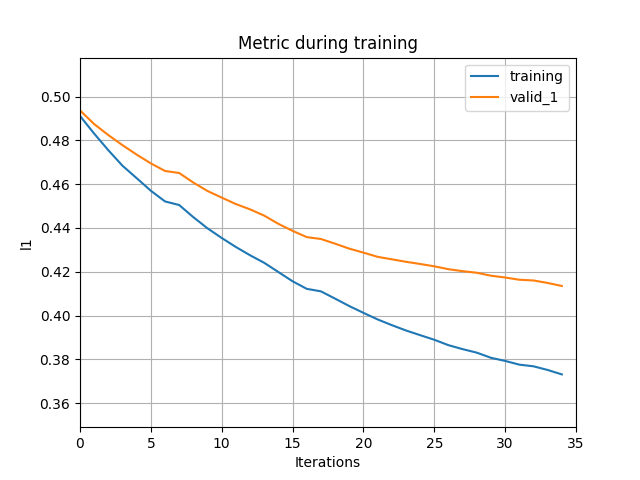 Metric during training
training
valid_1
0.50
0.48
0.46
0.44
0.42
0.40
0.38
0.36
l1
0 5 10 15 20 25 30 35
Iterations